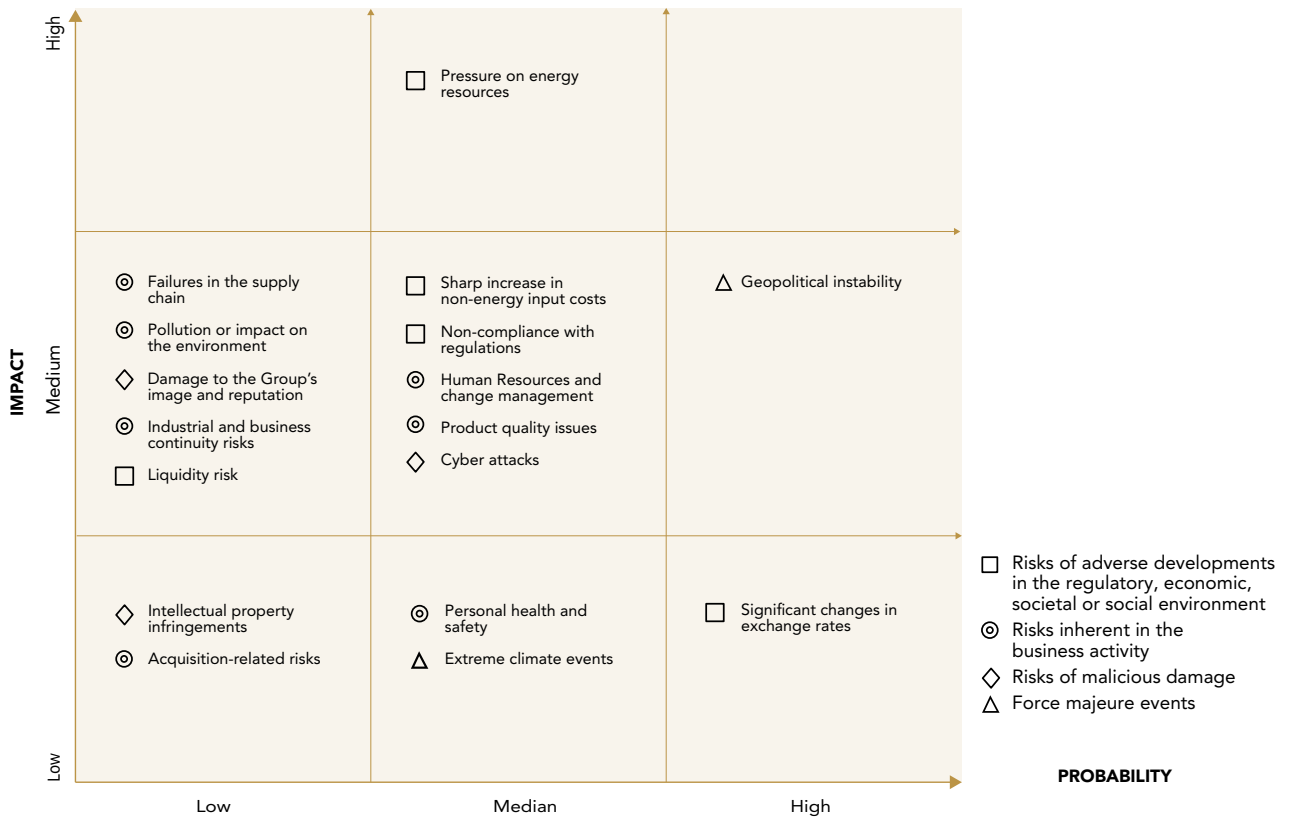 High
Pressure on energy
resources
IMPACT
Medium
Failures in the supply
chain
Pollution or impact on
the environment
Damage to the Group's
image and reputation
Industrial and business
continuity risks
Liquidity risk
Sharp increase in
non-energy input costs
Non-compliance with
regulations
Human Resources and
change management
Product quality issues
Cyber attacks
Geopolitical instability
Low
Intellectual property
infringements
Acquisition-related risks
Personal health and
safety
Extreme climate events
Significant changes in
exchange rates
Risks of adverse developments
in the regulatory, economic,
societal or social environment
Risks inherent in the
business activity
Risks of malicious damage
Force majeure events
PROBABILITY
Low
Median
High